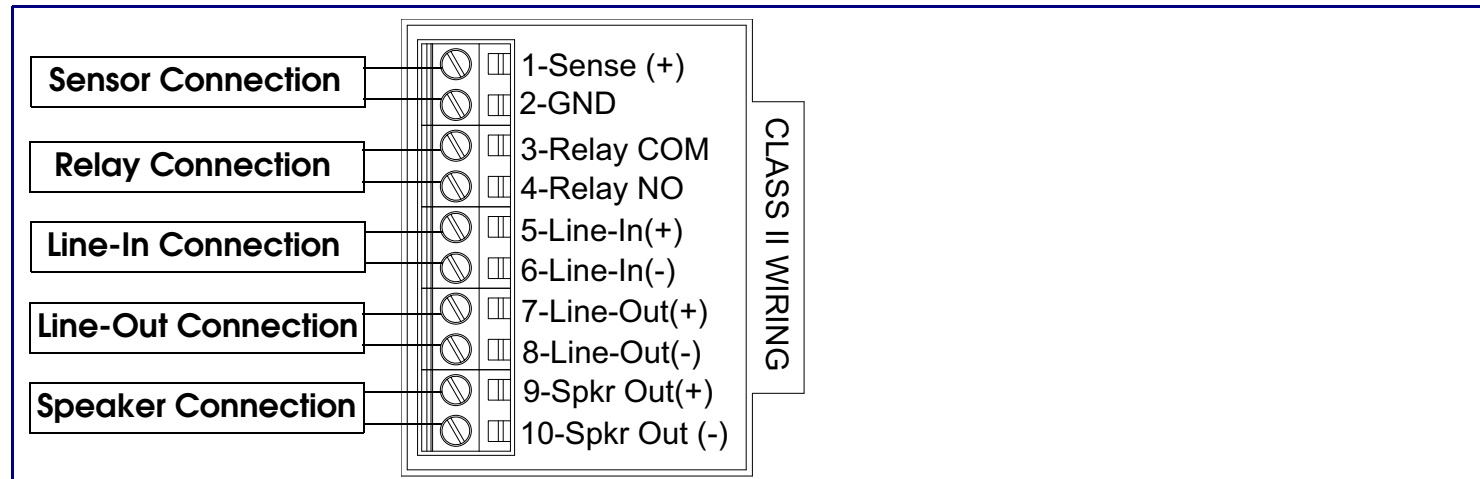 Sensor Connection
Relay Connection
Line-In Connection
Line-Out Connection
Speaker Connection
1-Sense (+)
2-GND
3-Relay COM
4-Relay NO
5-Line-In(+)
6-Line-In(-)
7-Line-Out(+)
8-Line-Out(-)
9-Spkr Out(+)
10-Spkr Out (-)
CLASS II WIRING